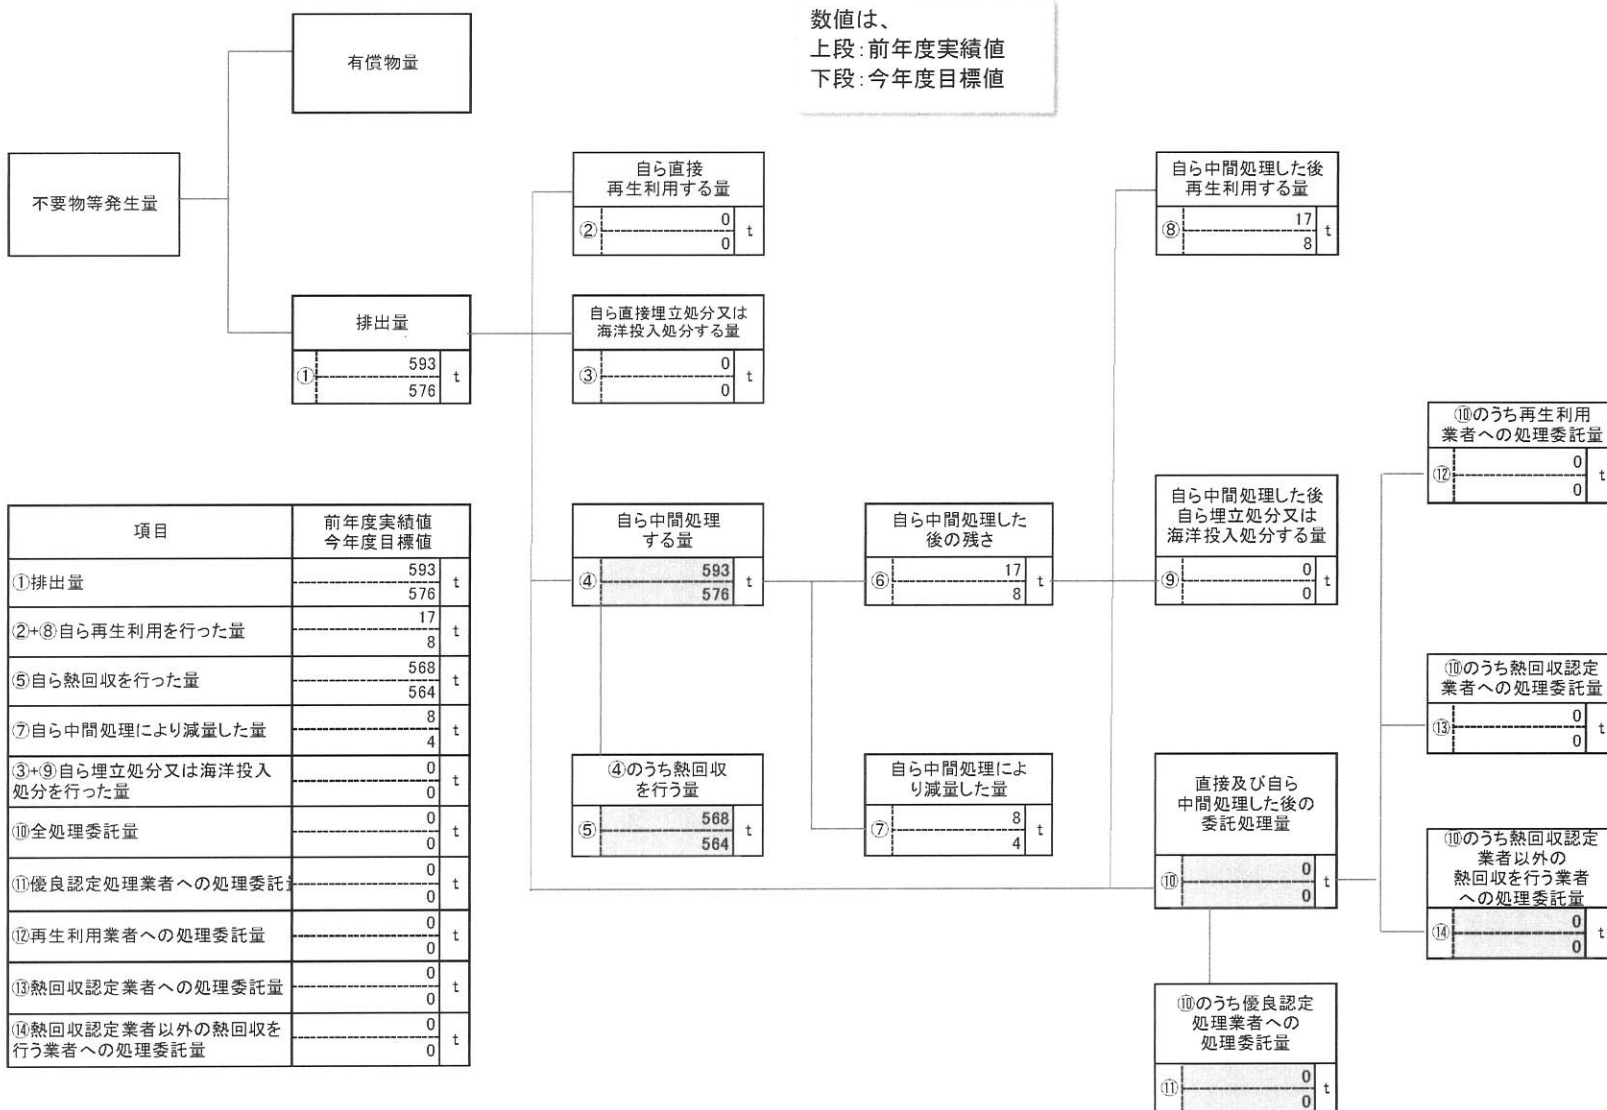 数値は、
上段:前年度実績値
下段:今年度目標値
有償物量
不要物等発生量
排出量
①
593
576
t
自ら直接
再生利用する量
②
0
0
t
自ら直接埋立処分又は
海洋投入処分する量
③
0
0
t
自ら中間処理
する量
④
593
576
t
④のうち熱回収
を行う量
⑤
568
564
t
自ら中間処理した
後の残さ
⑥
17
8
t
自ら中間処理によ
り減量した量
⑦
8
4
t
自ら中間処理した後
再生利用する量
⑧
17
8
t
自ら中間処理した後
自ら埋立処分又は
海洋投入処分する量
⑨
0
0
t
直接及び自ら
中間処理した後の
委託処理量
⑩
0
0
t
⑩のうち優良認定
処理業者への
処理委託量
⑪
0
0
t
⑩のうち再生利用
業者への処理委託量
⑫
0
0
t
⑩のうち熱回収認定
業者への処理委託量
⑬
0
0
t
⑩のうち熱回収認定
業者以外の
熱回収を行う業者
への処理委託量
⑭
0
0
t
項目
前年度実績値
今年度目標値
①排出量
593
576
t
②+⑧自ら再生利用を行った量
17
8
t
⑤自ら熱回収を行った量
568
564
t
⑦自ら中間処理により減量した量
8
4
t
③+⑨自ら埋立処分又は海洋投入
処分を行った量
0
0
t
⑩全処理委託量
0
0
t
⑪優良認定処理業者への処理委託
0
0
t
⑫再生利用業者への処理委託量
0
0
t
⑬熱回収認定業者への処理委託量
0
0
t
⑭熱回収認定業者以外の熱回収を
行う業者への処理委託量
0
0
t